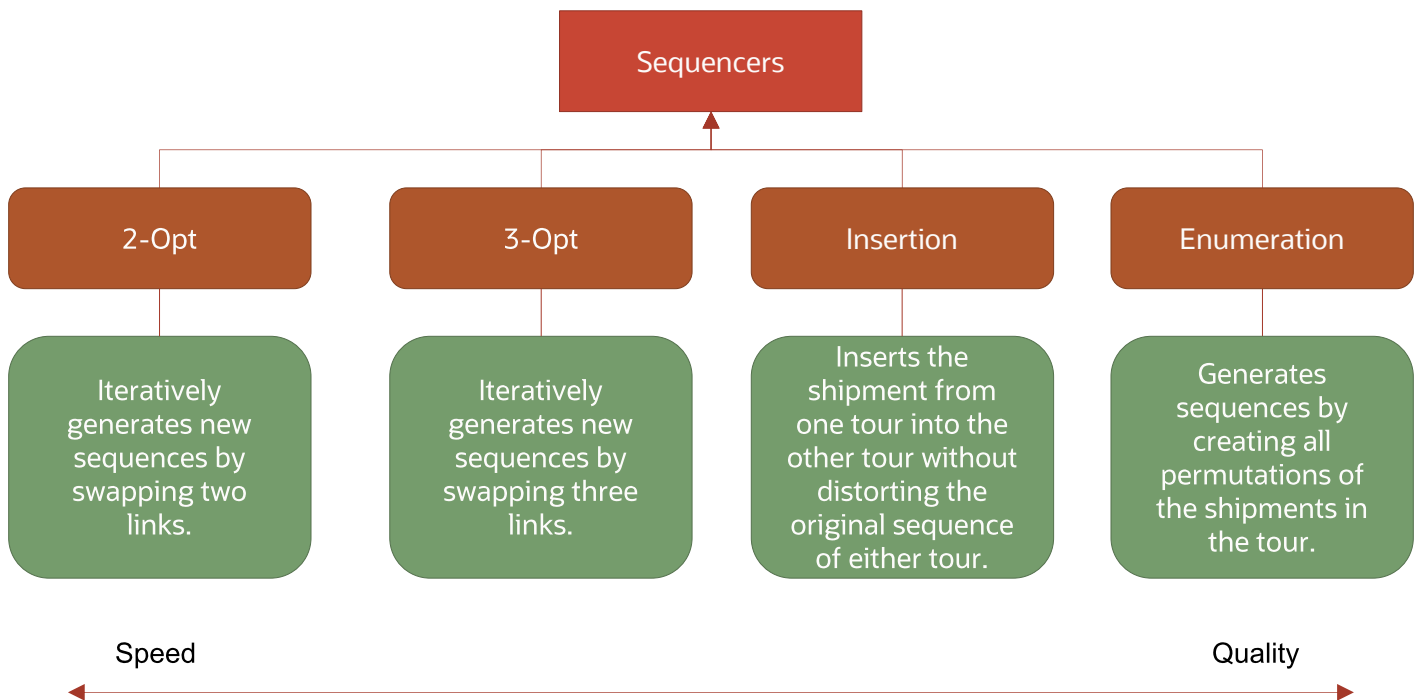 Sequencers
2-Opt
3-Opt
Insertion
Enumeration
Iteratively
generates new
sequences by
swapping two
links.
Iteratively
generates new
sequences by
swapping three
links.
Inserts the
shipment from
one tour into the
other tour without
distorting the
original sequence
of either tour.
Generates
sequences by
creating all
permutations of
the shipments in
the tour.
Speed
Quality